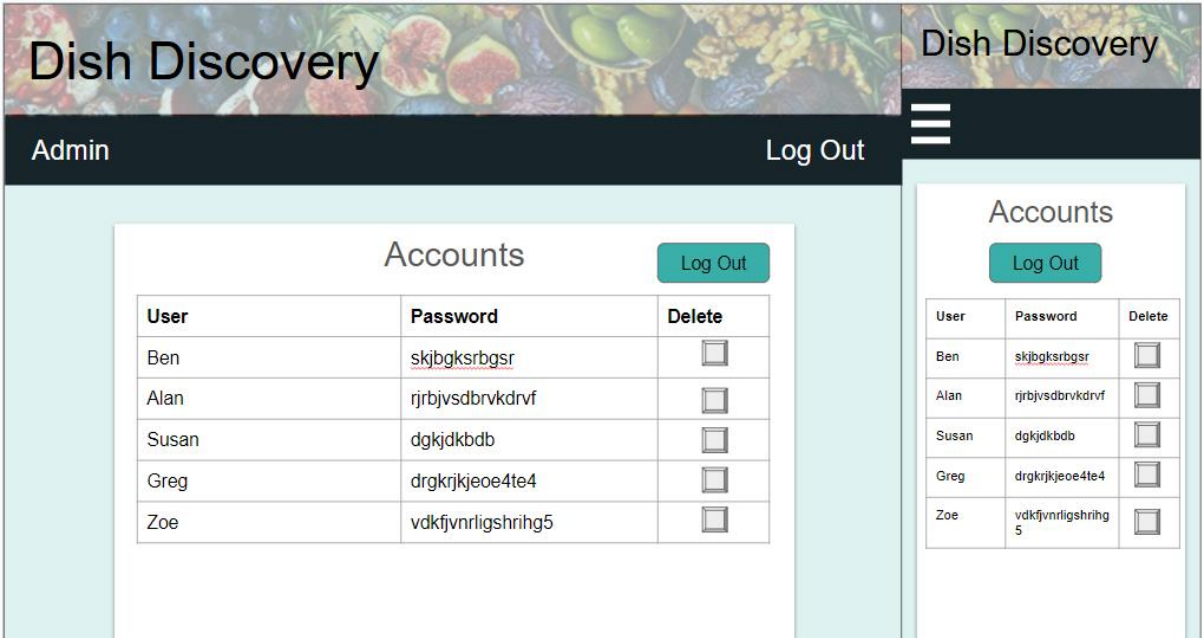 Dish Discovery
Admin Log Out
Accounts Log Out
User Password Delete
Ben skjbgksrbgsr
Alan rjrbjvsdbrvkdrvf
Susan dgkjdkbdb
Greg drgkrjkjeoe4te4
Zoe vdkfjvnrligshrihg5
Dish Discovery
Accounts
Log Out
User Password Delete
Ben skjbgksrbgsr
Alan rjrbjvsdbrvkdrvf
Susan dgkjdkbdb
Greg drgkrjkjeoe4te4
Zoe vdkfjvnrligshrihg
5